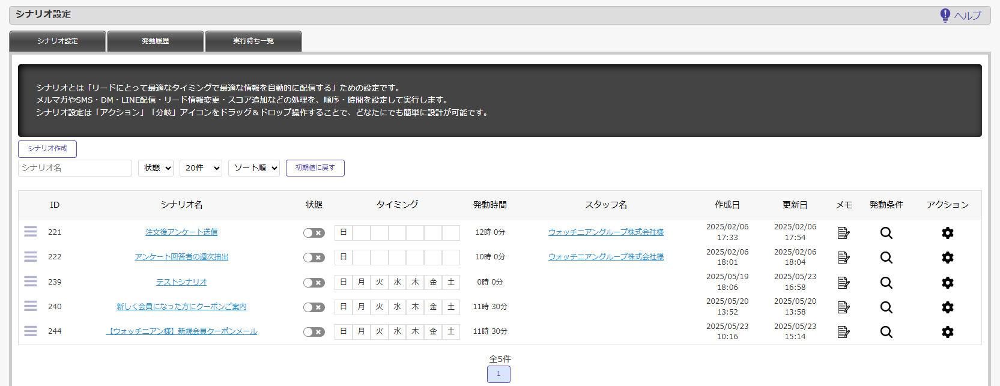 シナリオ設定
ヘルプ
シナリオ設定 発動履歴 実行待ち一覧
シナリオとは「リードにとって最適なタイミングで最適な情報を自動的に配信する」ための設定です。
メルマガやSMS・DM・LINE配信・リード情報変更・スコア追加などの処理を、順序・時間を設定して実行します。
シナリオ設定は「アクション」「分岐」アイコンをドラッグ＆ドロップ操作することで、どなたにでも簡単に設計が可能です。
シナリオ作成
シナリオ名 状態 20件 ソート順 初期値に戻す
ID シナリオ名 状態 タイミング 発動時間 スタッフ名 作成日 更新日 メモ 発動条件 アクション
221 注文後アンケート送信 日 12時 0分 ウォッチニアングループ株式会社様 2025/02/06 17:33 2025/02/06 17:54
222 アンケート回答者の週次抽出 日 10時 0分 ウォッチニアングループ株式会社様 2025/02/06 18:01 2025/02/06 18:04
239 テストシナリオ 日 月 火 水 木 金 土 0時 0分 2025/05/19 18:06 2025/05/23 16:58
240 新しく会員になった方にクーポンご案内 日 月 火 水 木 金 土 11時 30分 2025/05/20 13:52 2025/05/20 13:58
244 【ウォッチニアン様】新規会員クーポンメール 日 月 火 水 木 金 土 11時 30分 2025/05/23 10:16 2025/05/23 15:14
全5件
1